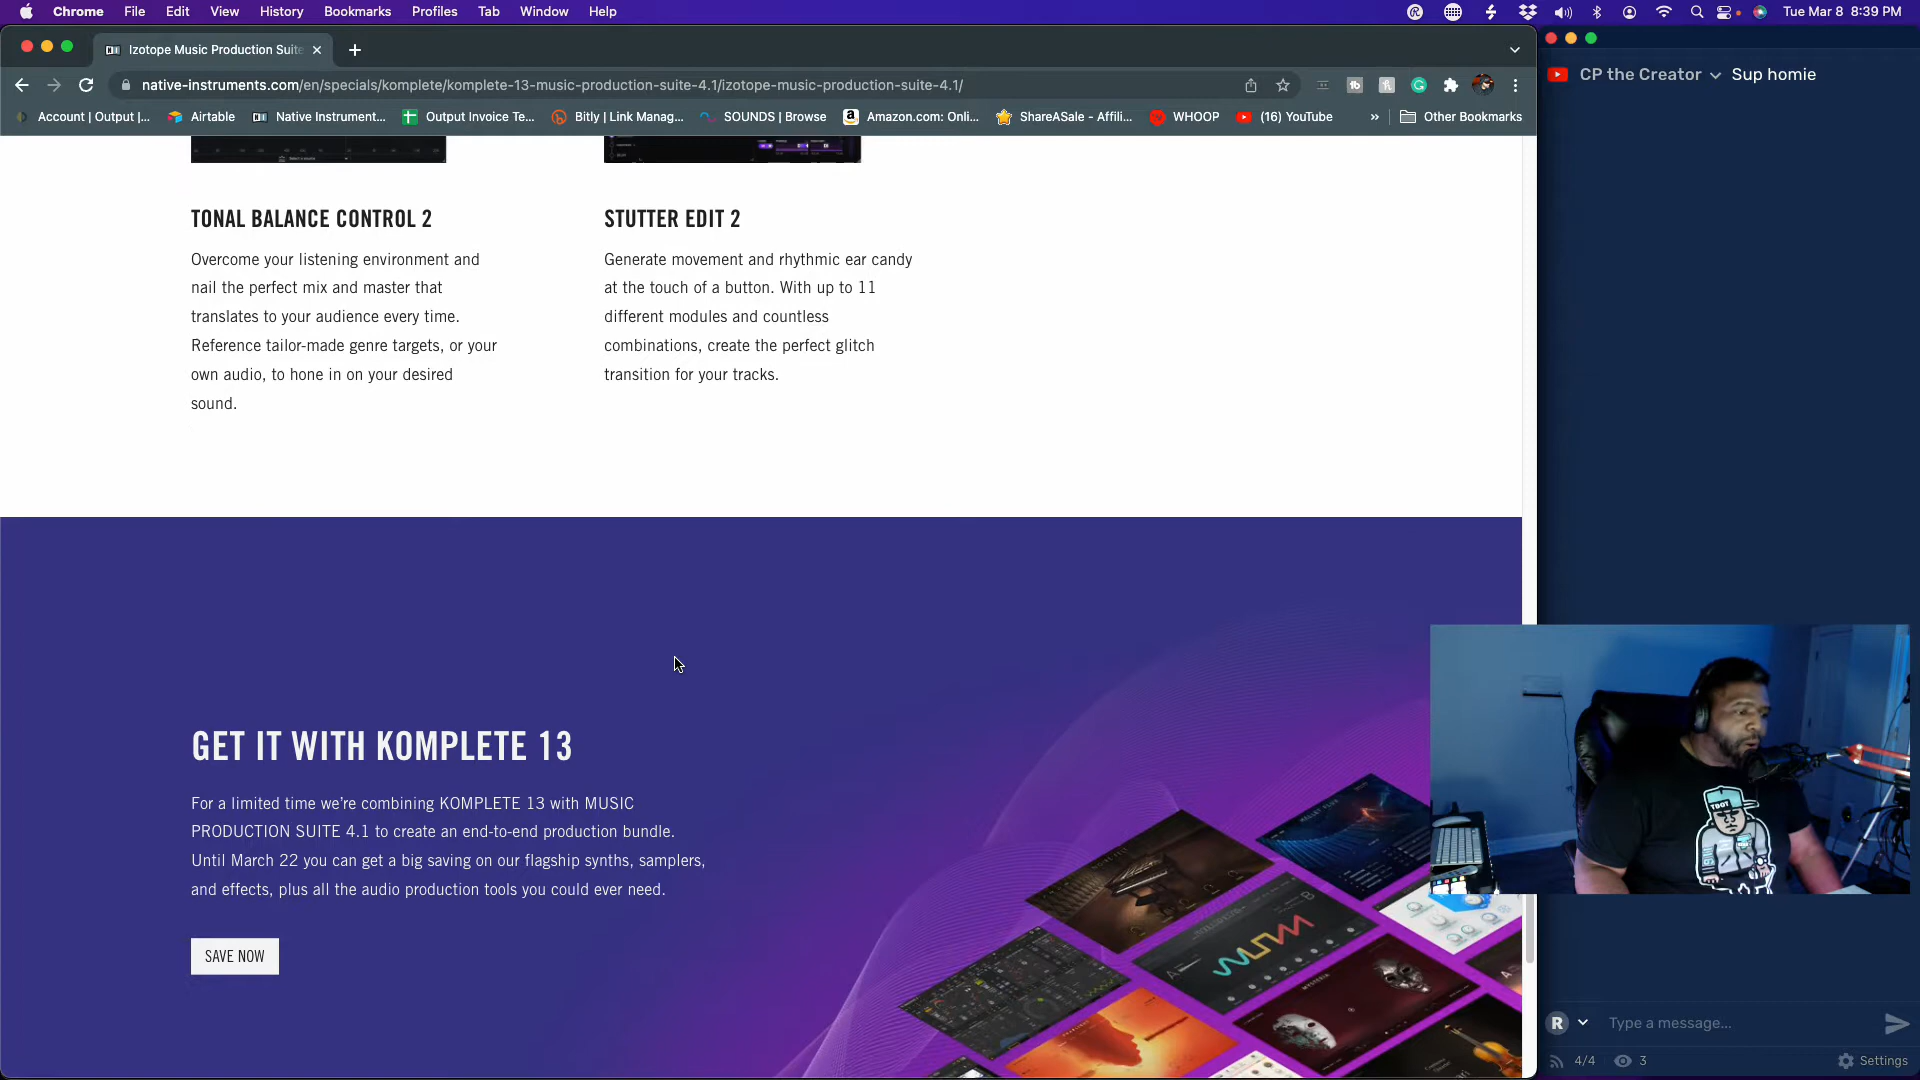 Chrome File Edit View History Bookmarks Profiles Tab Window Help
Tue Mar 8 8:39 PM
Izotope Music Production Suite
native-instruments.com/en/specials/komplete/komplete-13-music-production-suite-4.1/izotope-music-production-suite-4.1/
Account | Output |... Airtable Native Instrument... Output Invoice Te... Bitly | Link Manag... SOUNDS | Browse Amazon.com: Onli... ShareASale - Affili... WHOOP (16) YouTube » Other Bookmarks
CP the Creator Sup homie
TONAL BALANCE CONTROL 2
Overcome your listening environment and
nail the perfect mix and master that
translates to your audience every time.
Reference tailor-made genre targets, or your
own audio, to hone in on your desired
sound.
STUTTER EDIT 2
Generate movement and rhythmic ear candy
at the touch of a button. With up to 11
different modules and countless
combinations, create the perfect glitch
transition for your tracks.
GET IT WITH KOMPLETE 13
For a limited time we're combining KOMPLETE 13 with MUSIC
PRODUCTION SUITE 4.1 to create an end-to-end production bundle.
Until March 22 you can get a big saving on our flagship synths, samplers,
and effects, plus all the audio production tools you could ever need.
SAVE NOW
TDOT
R Type a message...
4/4 3 Settings